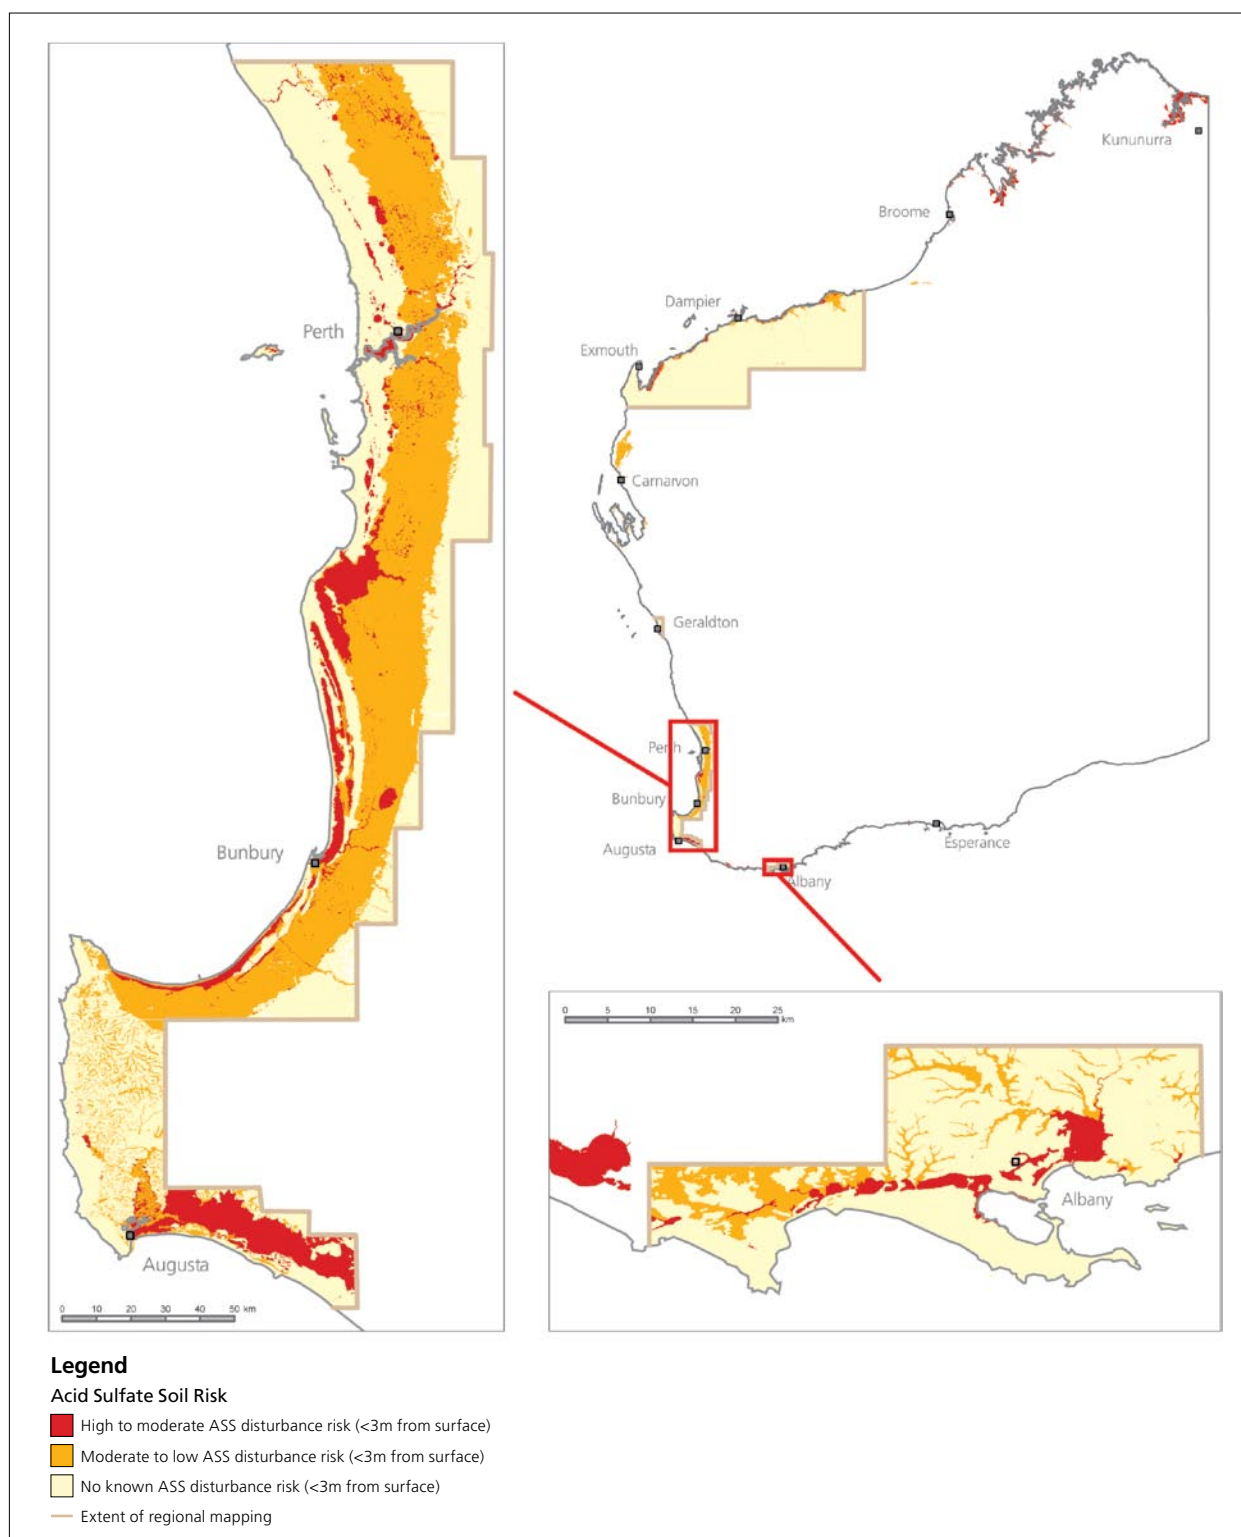 Perth
Bunbury
Augusta
0 10 20 30 40 50 km
Kununurra
Broome
Dampier
Exmouth
Carnarvon
Geraldton
Perth
Bunbury
Augusta
Esperance
Albany
0 5 10 15 20 25
km
Albany
Legend
Acid Sulfate Soil Risk
High to moderate ASS disturbance risk (<3m from surface)
Moderate to low ASS disturbance risk (<3m from surface)
No known ASS disturbance risk (<3m from surface)
Extent of regional mapping